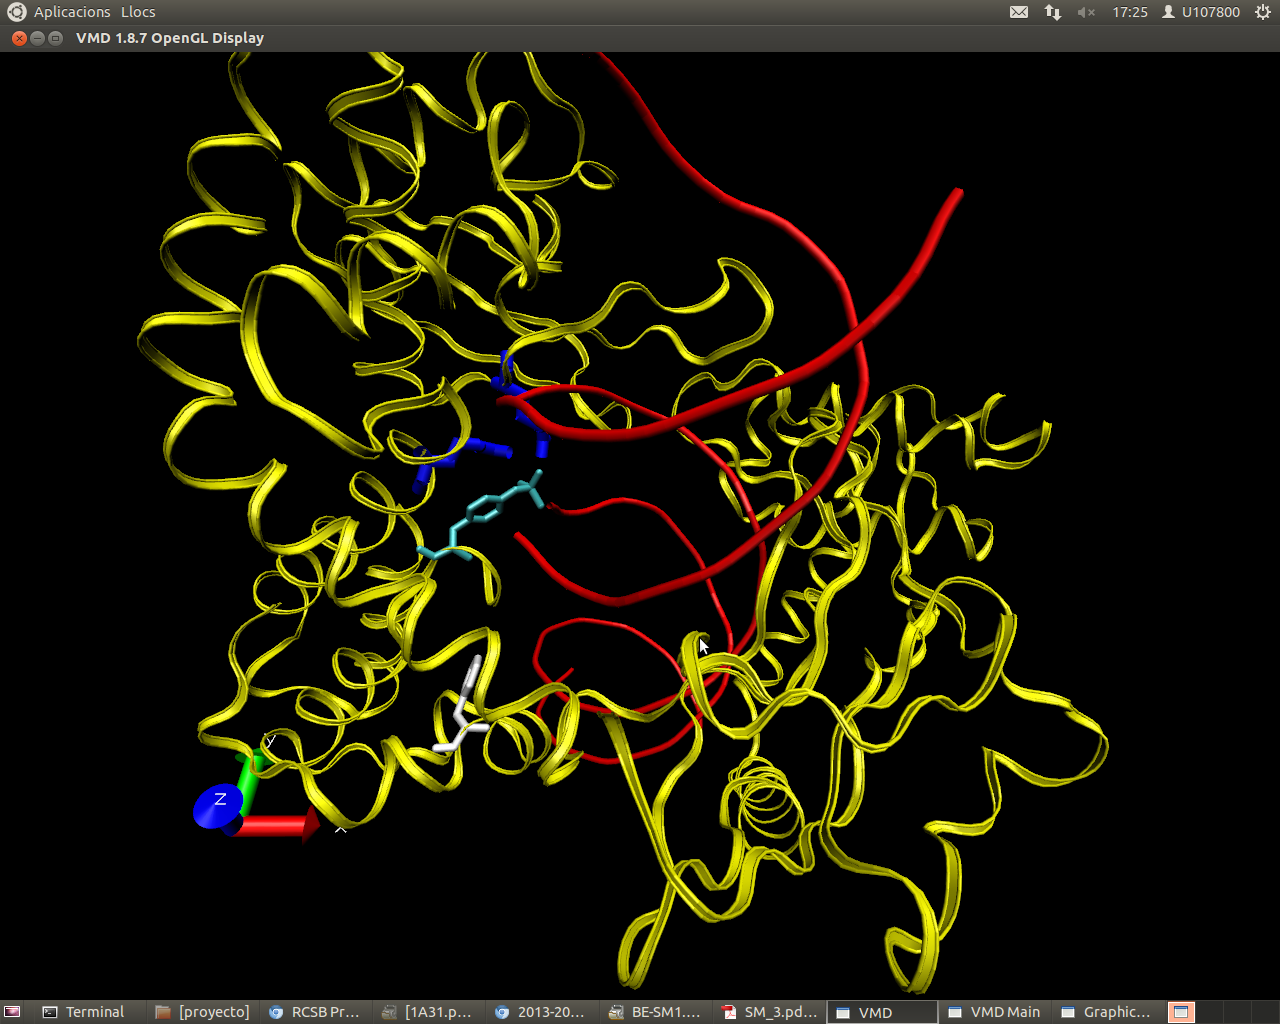 Aplicacions Llocs 17:25 U107800
VMD 1.8.7 OpenGL Display
y
Z
X
Terminal [proyecto] RCSB Pr... [1A31.p... 2013-20... BE-SM1.... SM_3.pd... VMD VMD Main Graphic...